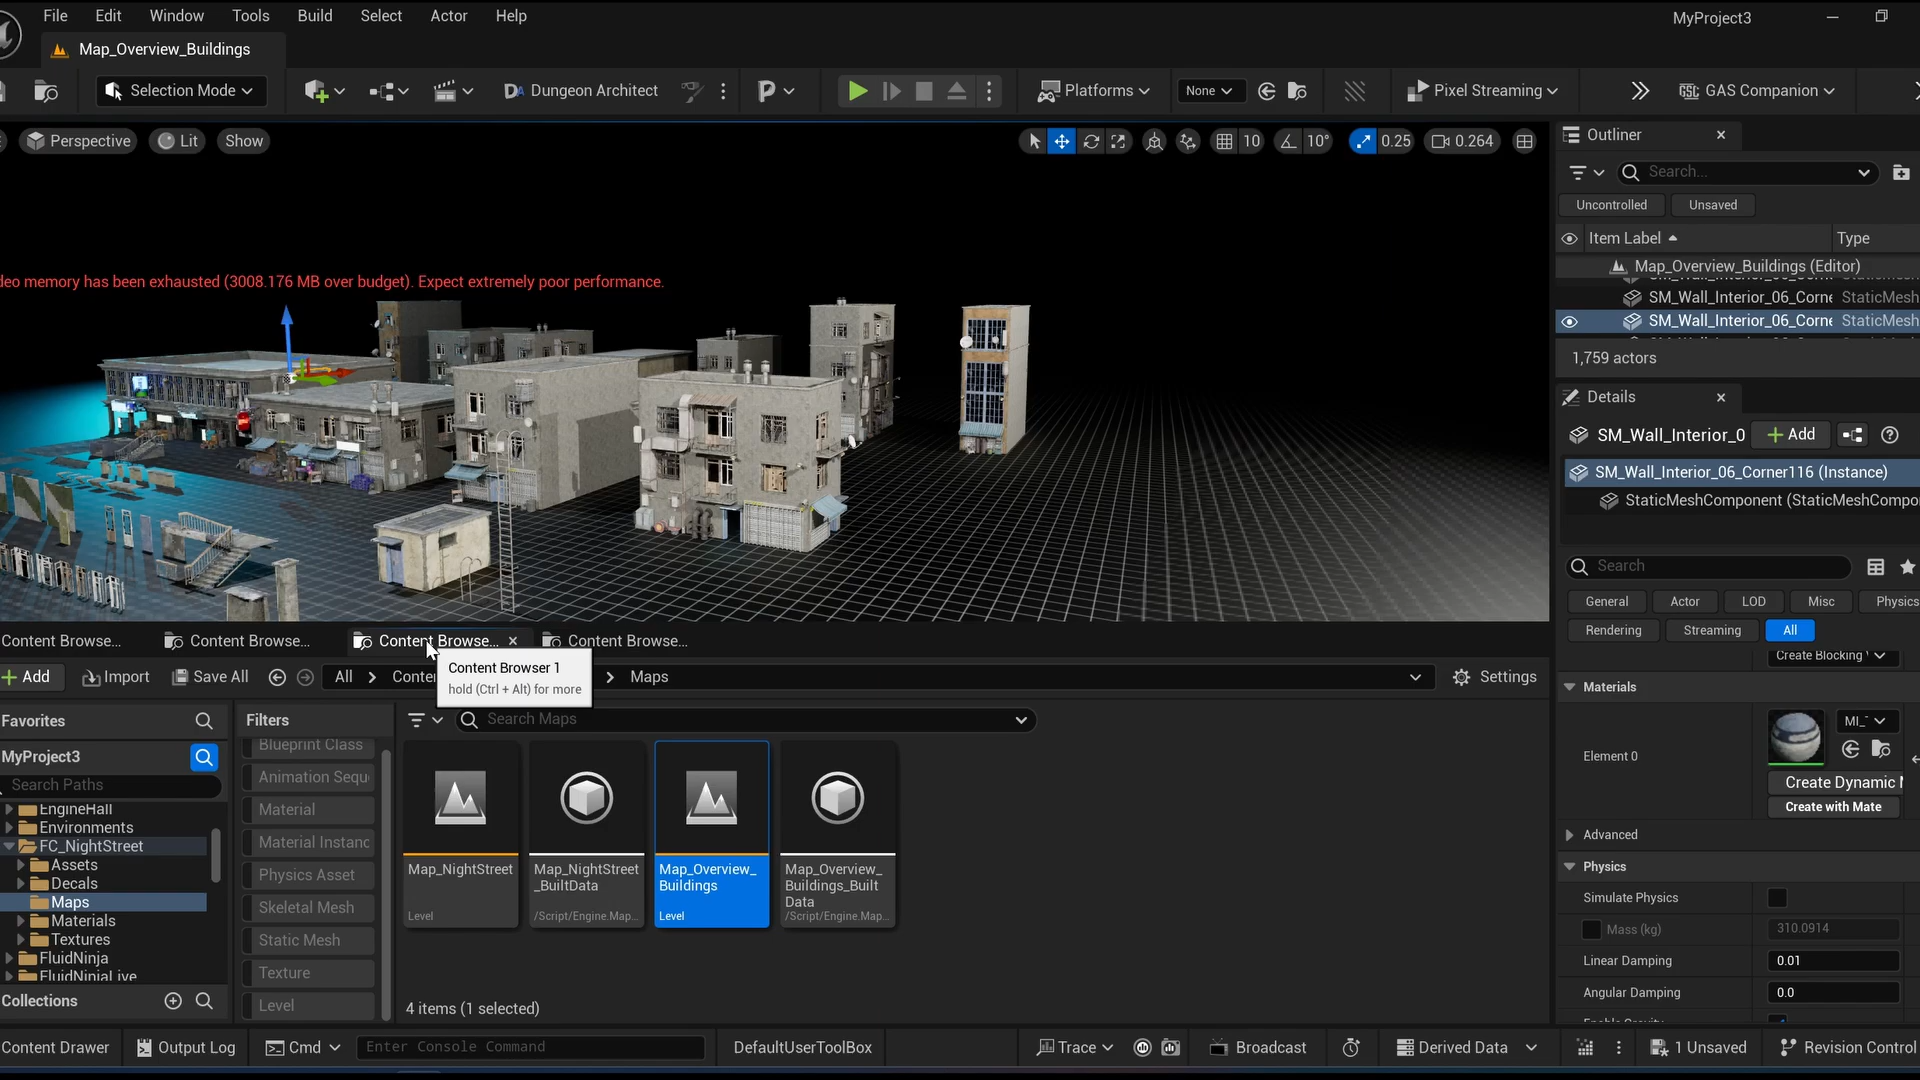 File Edit Window Tools Build Select Actor Help
MyProject3
Map_Overview_Buildings
Selection Mode
Dungeon Architect
Platforms
None
Pixel Streaming
GAS Companion
Perspective
Lit
Show
10
10°
0.25
0.264
deo memory has been exhausted (3008.176 MB over budget). Expect extremely poor performance.
Outliner
Search...
Uncontrolled
Unsaved
Item Label
Type
Map_Overview_Buildings (Editor)
SM_Wall_Interior_06_Corne StaticMesh
SM_Wall_Interior_06_Corne StaticMesh
1,759 actors
Details
SM_Wall_Interior_0
Add
SM_Wall_Interior_06_Corner116 (Instance)
StaticMeshComponent (StaticMeshCompo
Search
General
Actor
LOD
Misc
Physics
Rendering
Streaming
All
Create Blocking
Materials
Element 0
MI_
Create Dynamic
Create with Mate
Advanced
Physics
Simulate Physics
Mass (kg)
310.0914
Linear Damping
0.01
Angular Damping
0.0
Content Browse...
Content Browse...
Content Browse...
Content Browse...
Content Browser 1
hold (Ctrl + Alt) for more
Add
Import
Save All
All
Conte
Maps
Settings
Favorites
MyProject3
Search Paths
EngineHall
Environments
FC_NightStreet
Assets
Decals
Maps
Materials
Textures
FluidNinja
FluidNinjaLive
Collections
Filters
Blueprint Class
Animation Sequ
Material
Material Instanc
Physics Asset
Skeletal Mesh
Static Mesh
Texture
Level
Search Maps
Map_NightStreet
Level
Map_NightStreet
_BuiltData
/Script/Engine.Map...
Map_Overview_
Buildings
Level
Map_Overview_
Buildings_Built
Data
/Script/Engine.Map...
4 items (1 selected)
Content Drawer
Output Log
Cmd
Enter Console Command
DefaultUserToolBox
Trace
Broadcast
Derived Data
1 Unsaved
Revision Control